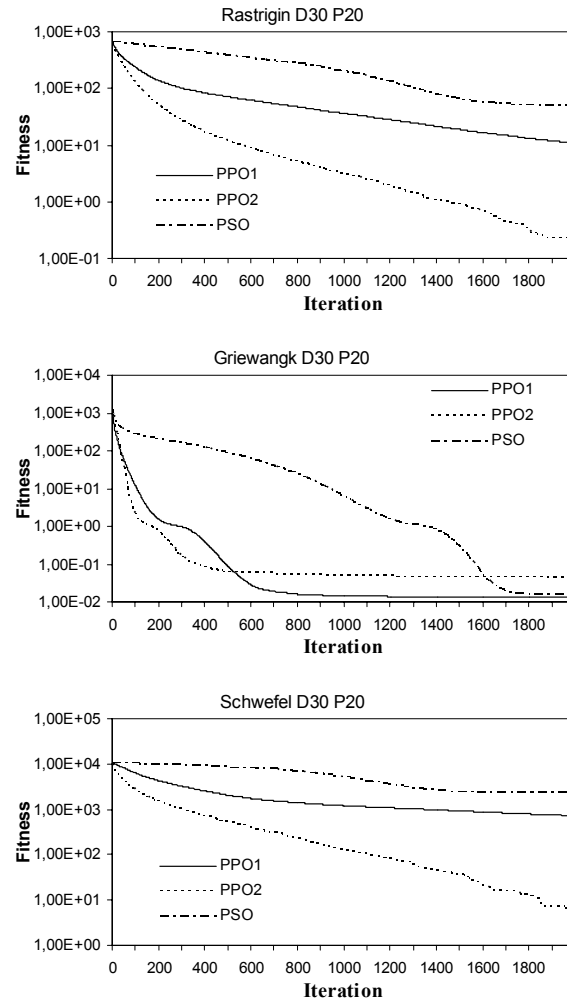 Rastrigin D30 P20
1,00E+03
1,00E+02
1,00E+01
1,00E+00
1,00E-01
Fitness
PPO1
PPO2
PSO
0 200 400 600 800 1000 1200 1400 1600 1800
Iteration
Griewangk D30 P20
1,00E+04
1,00E+03
1,00E+02
1,00E+01
1,00E+00
1,00E-01
1,00E-02
Fitness
PPO1
PPO2
PSO
0 200 400 600 800 1000 1200 1400 1600 1800
Iteration
Schwefel D30 P20
1,00E+05
1,00E+04
1,00E+03
1,00E+02
1,00E+01
1,00E+00
Fitness
PPO1
PPO2
PSO
0 200 400 600 800 1000 1200 1400 1600 1800
Iteration